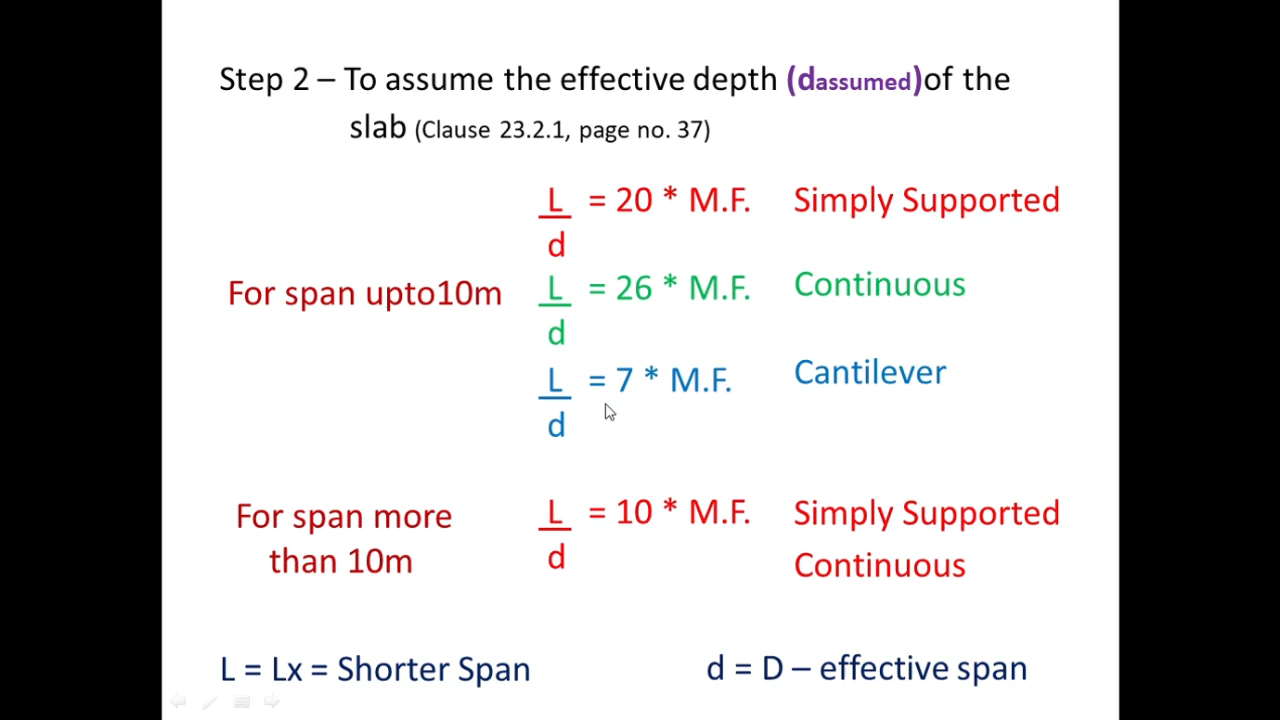 Step 2 – To assume the effective depth (dassumed)of the
slab (Clause 23.2.1, page no. 37)
L = 20 * M.F. Simply Supported
d
For span upto10m L = 26 * M.F. Continuous
d
L = 7 * M.F. Cantilever
d
For span more L = 10 * M.F. Simply Supported
than 10m d Continuous
L = Lx = Shorter Span d = D – effective span